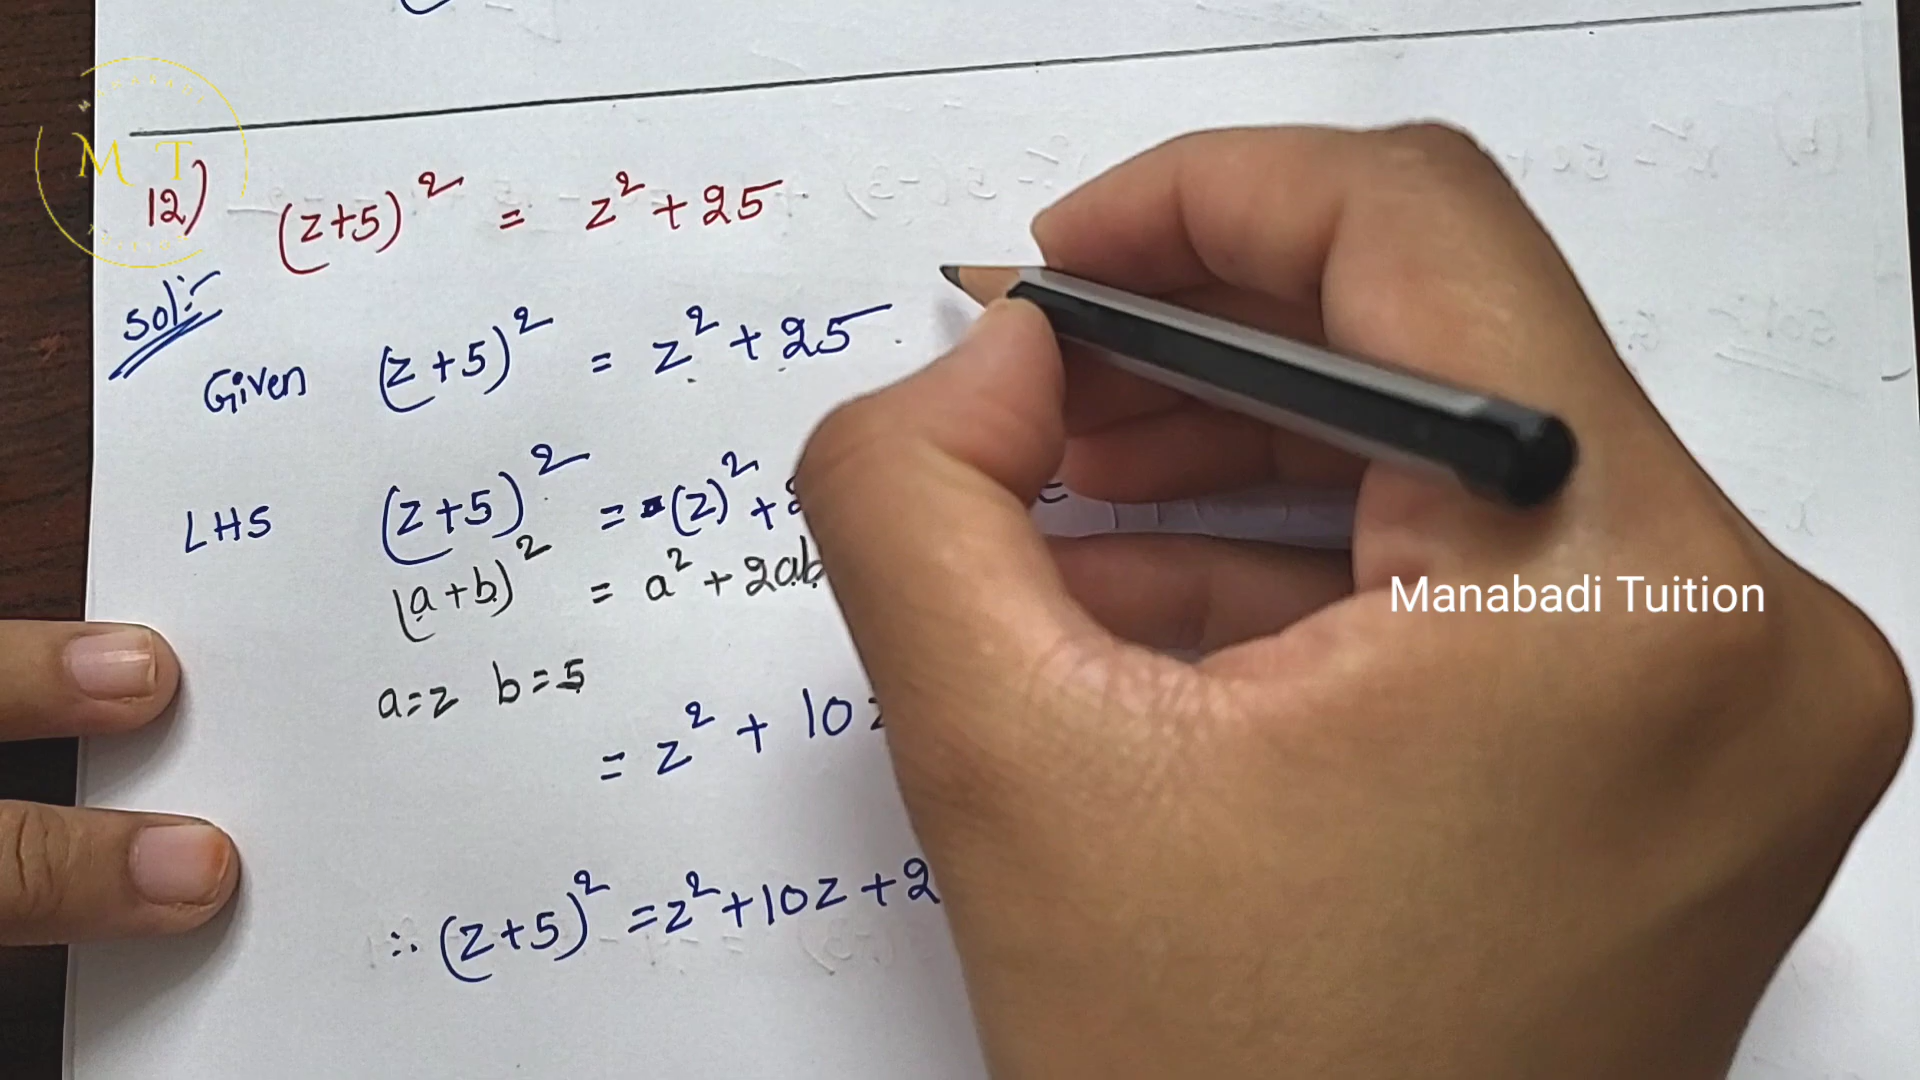 M T
12) (z+5)² = z² + 25
Sol:-
Given (z+5)² = z² + 25
LHS (z+5)² = (z)² +
(a+b)² = a² + 2ab
a=z b=5
= z² + 10z
∴ (z+5)² = z² + 10z + 2
Manabadi Tuition